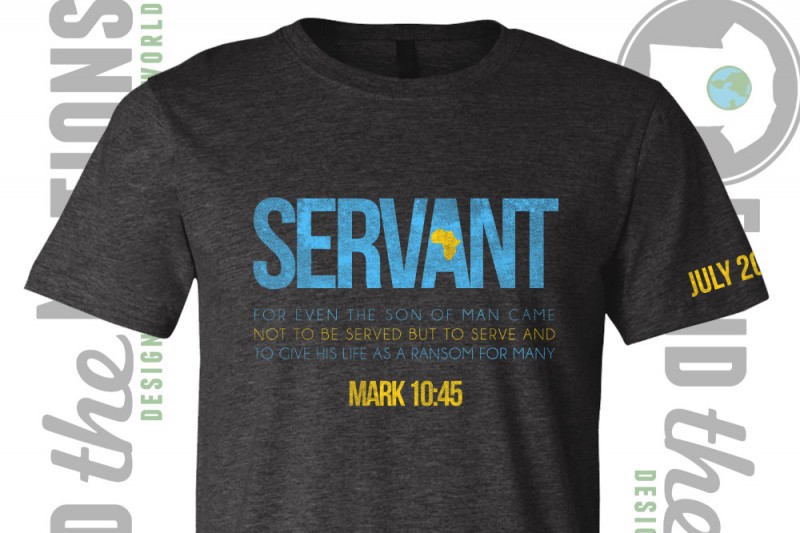 SERVANT
FOR EVEN THE SON OF MAN CAME
NOT TO BE SERVED BUT TO SERVE AND
TO GIVE HIS LIFE AS A RANSOM FOR MANY
MARK 10:45
JULY 20
the
DESIGN
WORLD
the
DESIG